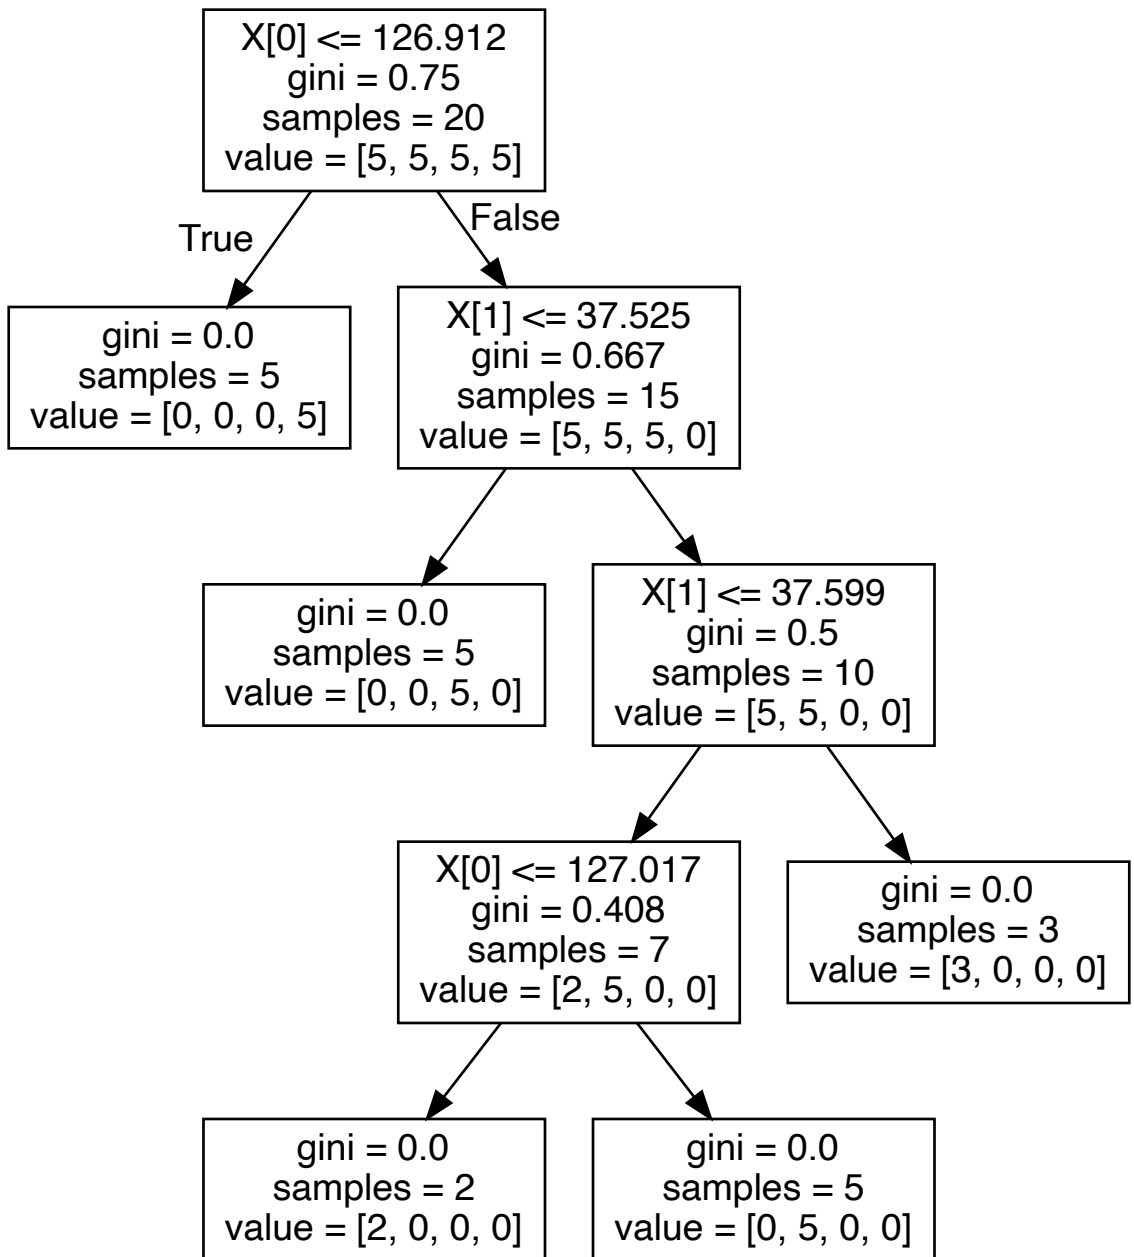 X[0] <= 126.912
gini = 0.75
samples = 20
value = [5, 5, 5, 5]
True
False
gini = 0.0
samples = 5
value = [0, 0, 0, 5]
X[1] <= 37.525
gini = 0.667
samples = 15
value = [5, 5, 5, 0]
gini = 0.0
samples = 5
value = [0, 0, 5, 0]
X[1] <= 37.599
gini = 0.5
samples = 10
value = [5, 5, 0, 0]
X[0] <= 127.017
gini = 0.408
samples = 7
value = [2, 5, 0, 0]
gini = 0.0
samples = 3
value = [3, 0, 0, 0]
gini = 0.0
samples = 2
value = [2, 0, 0, 0]
gini = 0.0
samples = 5
value = [0, 5, 0, 0]